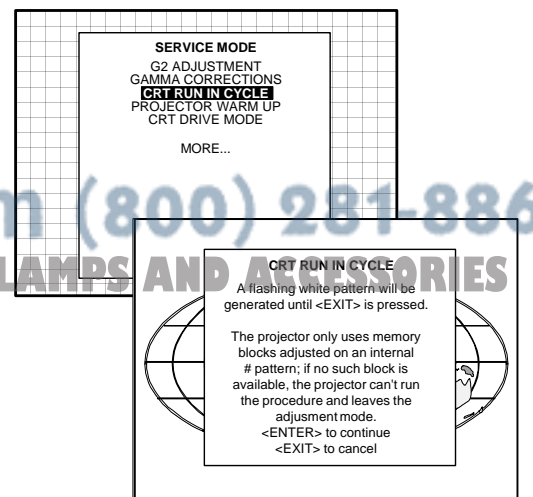 SERVICE MODE
G2 ADJUSTMENT
GAMMA CORRECTIONS
CRT RUN IN CYCLE
PROJECTOR WARM UP
CRT DRIVE MODE
MORE...
m (800) 281-886
LAMPS AND ACCESSORIES
CRT RUN IN CYCLE
A flashing white pattern will be
generated until <EXIT> is pressed.
The projector only uses memory
blocks adjusted on an internal
# pattern; if no such block is
available, the projector can't run
the procedure and leaves the
adjusment mode.
<ENTER> to continue
<EXIT> to cancel